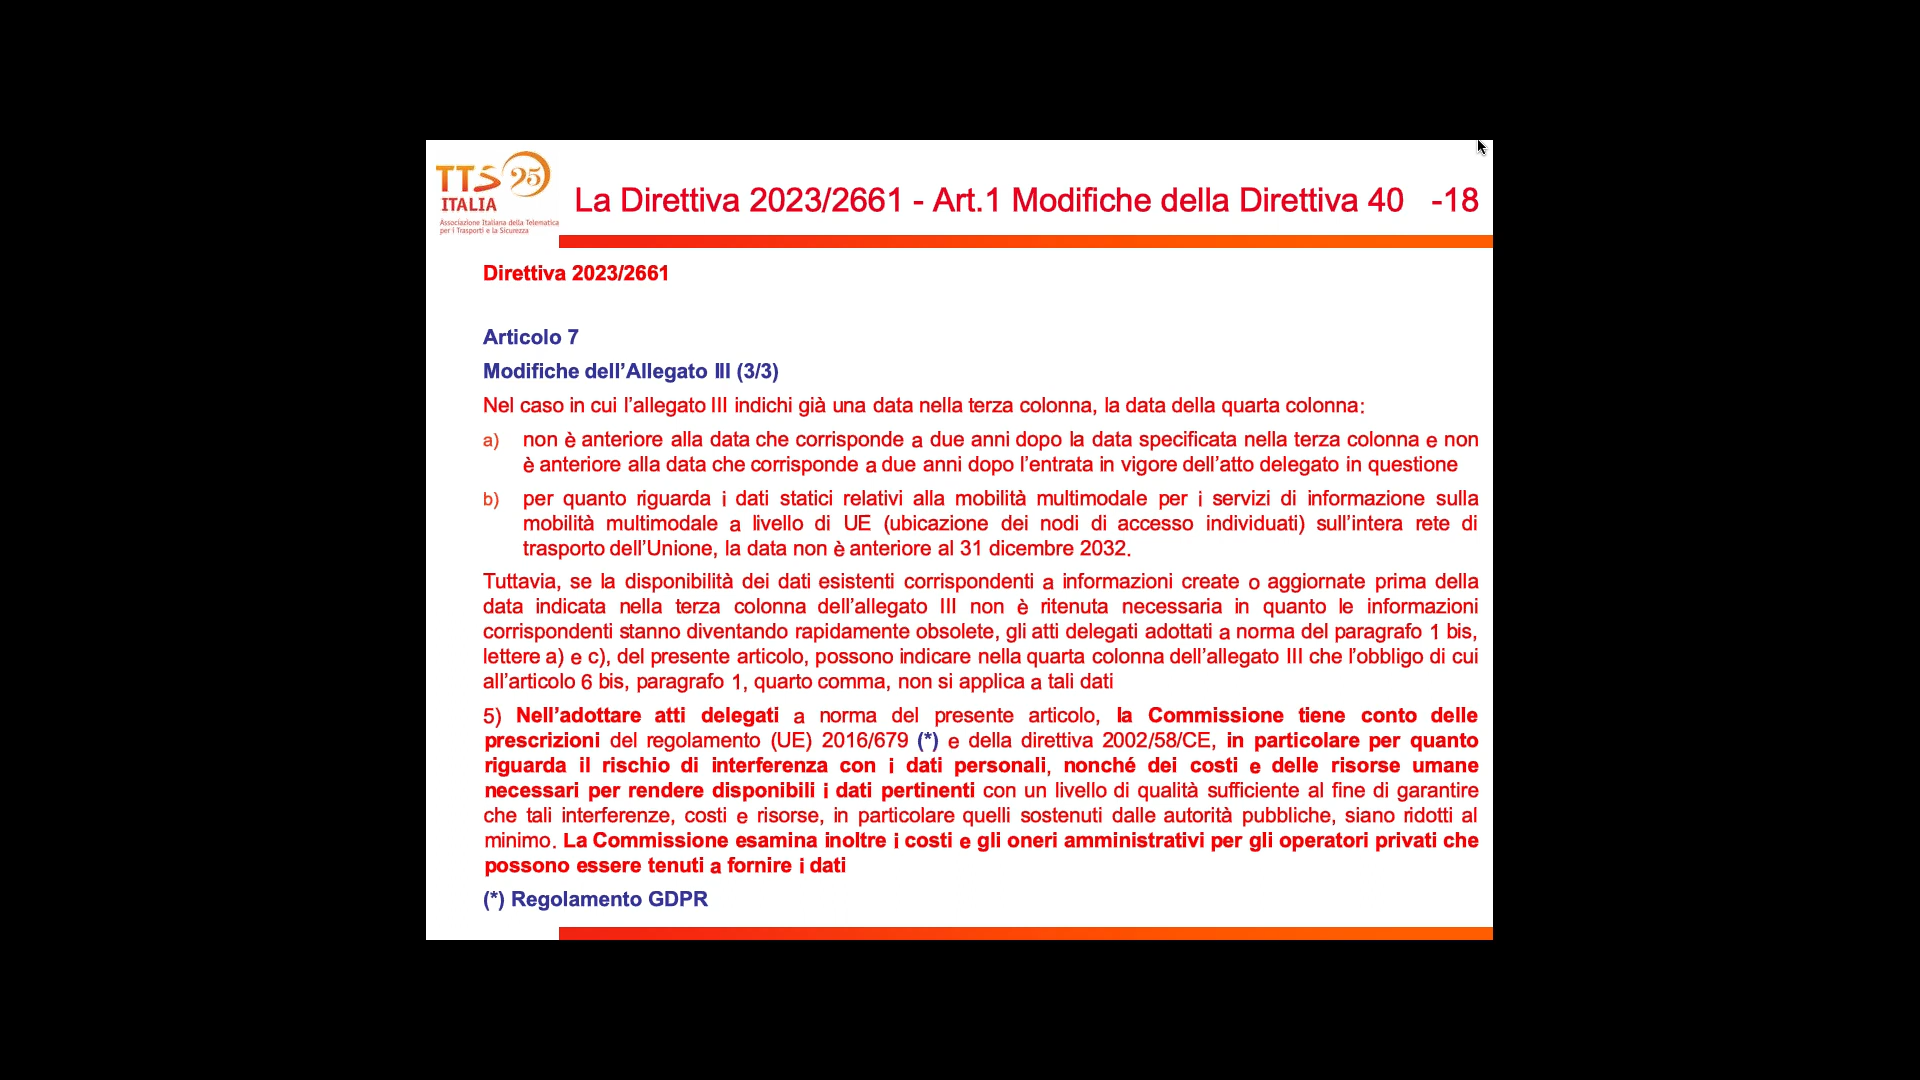 TTS 25
ITALIA
Associazione Italiana della Telematica
per i Trasporti e la Sicurezza
La Direttiva 2023/2661 - Art.1 Modifiche della Direttiva 40 -18
Direttiva 2023/2661
Articolo 7
Modifiche dell’Allegato III (3/3)
Nel caso in cui l’allegato III indichi già una data nella terza colonna, la data della quarta colonna:
a) non è anteriore alla data che corrisponde a due anni dopo la data specificata nella terza colonna e non
è anteriore alla data che corrisponde a due anni dopo l’entrata in vigore dell’atto delegato in questione
b) per quanto riguarda i dati statici relativi alla mobilità multimodale per i servizi di informazione sulla
mobilità multimodale a livello di UE (ubicazione dei nodi di accesso individuati) sull’intera rete di
trasporto dell’Unione, la data non è anteriore al 31 dicembre 2032.
Tuttavia, se la disponibilità dei dati esistenti corrispondenti a informazioni create o aggiornate prima della
data indicata nella terza colonna dell’allegato III non è ritenuta necessaria in quanto le informazioni
corrispondenti stanno diventando rapidamente obsolete, gli atti delegati adottati a norma del paragrafo 1 bis,
lettere a) e c), del presente articolo, possono indicare nella quarta colonna dell’allegato III che l’obbligo di cui
all’articolo 6 bis, paragrafo 1, quarto comma, non si applica a tali dati
5) Nell’adottare atti delegati a norma del presente articolo, la Commissione tiene conto delle
prescrizioni del regolamento (UE) 2016/679 (*) e della direttiva 2002/58/CE, in particolare per quanto
riguarda il rischio di interferenza con i dati personali, nonché dei costi e delle risorse umane
necessari per rendere disponibili i dati pertinenti con un livello di qualità sufficiente al fine di garantire
che tali interferenze, costi e risorse, in particolare quelli sostenuti dalle autorità pubbliche, siano ridotti al
minimo. La Commissione esamina inoltre i costi e gli oneri amministrativi per gli operatori privati che
possono essere tenuti a fornire i dati
(*) Regolamento GDPR